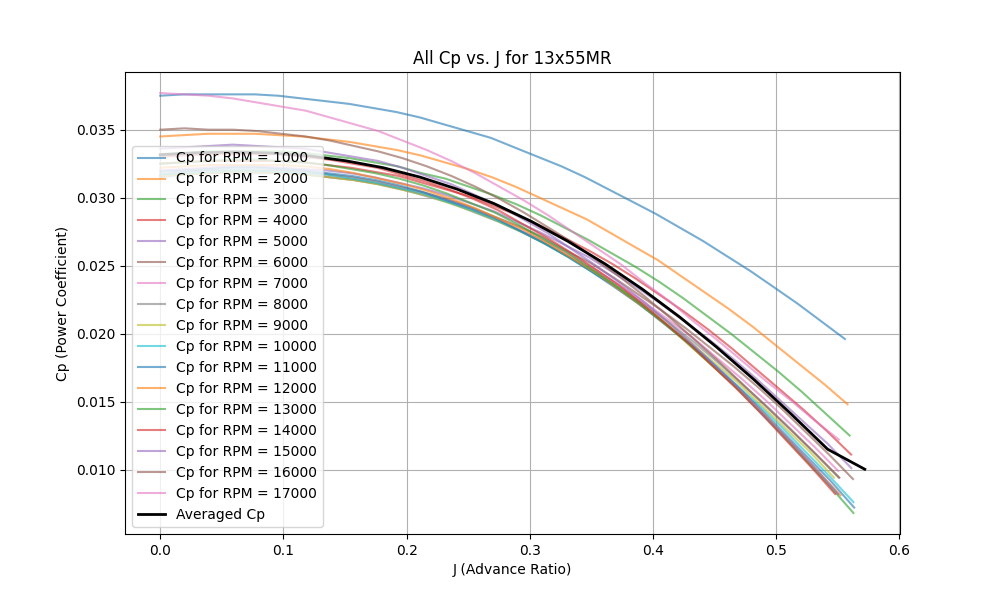 All Cp vs. J for 13x55MR
Cp (Power Coefficient)
0.035
0.030
0.025
0.020
0.015
0.010
Cp for RPM = 1000
Cp for RPM = 2000
Cp for RPM = 3000
Cp for RPM = 4000
Cp for RPM = 5000
Cp for RPM = 6000
Cp for RPM = 7000
Cp for RPM = 8000
Cp for RPM = 9000
Cp for RPM = 10000
Cp for RPM = 11000
Cp for RPM = 12000
Cp for RPM = 13000
Cp for RPM = 14000
Cp for RPM = 15000
Cp for RPM = 16000
Cp for RPM = 17000
Averaged Cp
0.0 0.1 0.2 0.3 0.4 0.5 0.6
J (Advance Ratio)